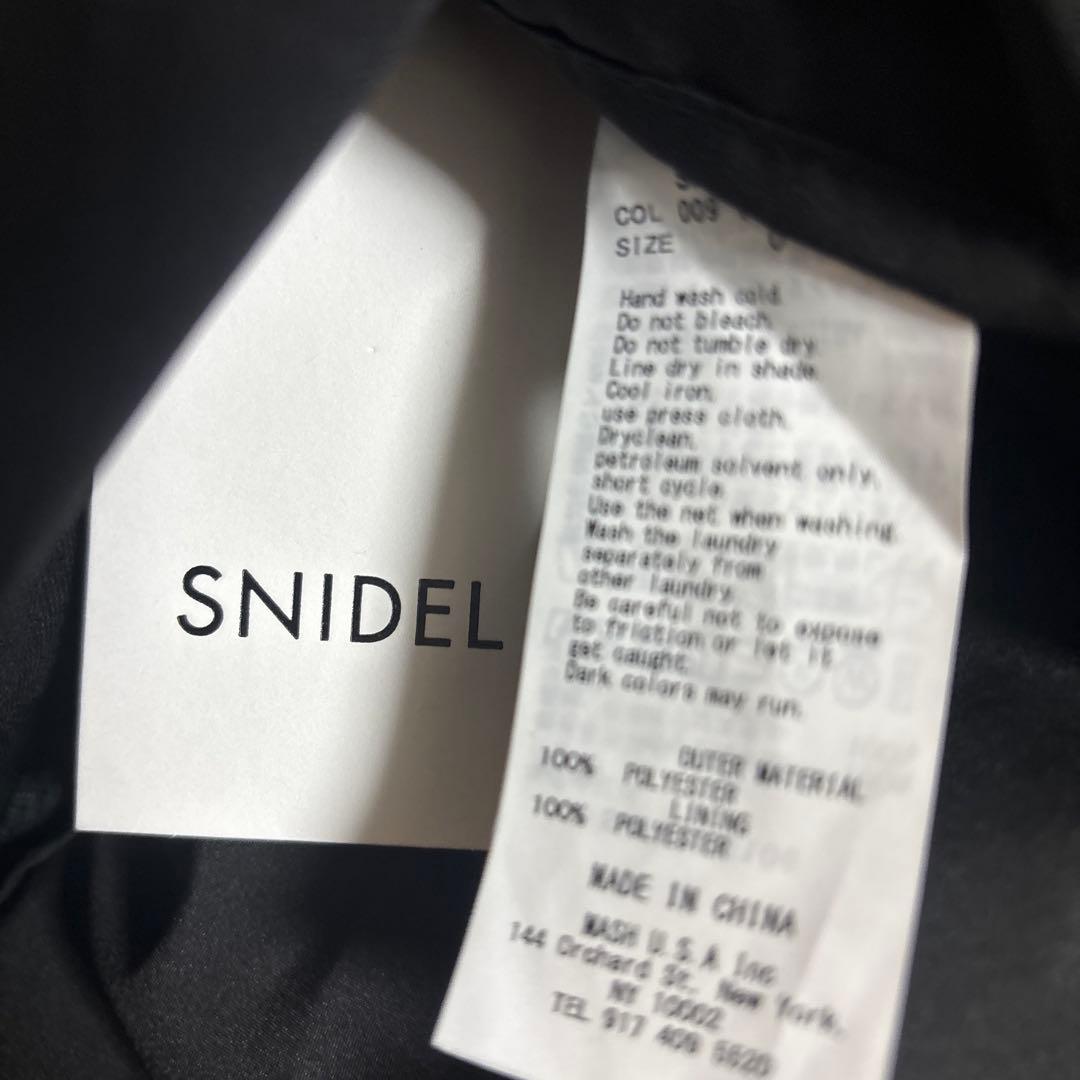 SNIDEL
COL 009
SIZE 0
Hand wash cold.
Do not bleach.
Do not tumble dry.
Line dry in shade.
Cool iron,
use press cloth.
Dryclean,
petroleum solvent only,
short cycle.
Use the net when washing.
Wash the laundry
separately from
other laundry.
Be careful not to expose
to friction or let it
get caught.
Dark colors may run.
OUTER MATERIAL
100% POLYESTER
LINING
100% POLYESTER
MADE IN CHINA
MASH U.S.A Inc
144 Orchard St. New York,
NY 10002
TEL 917 409 5520